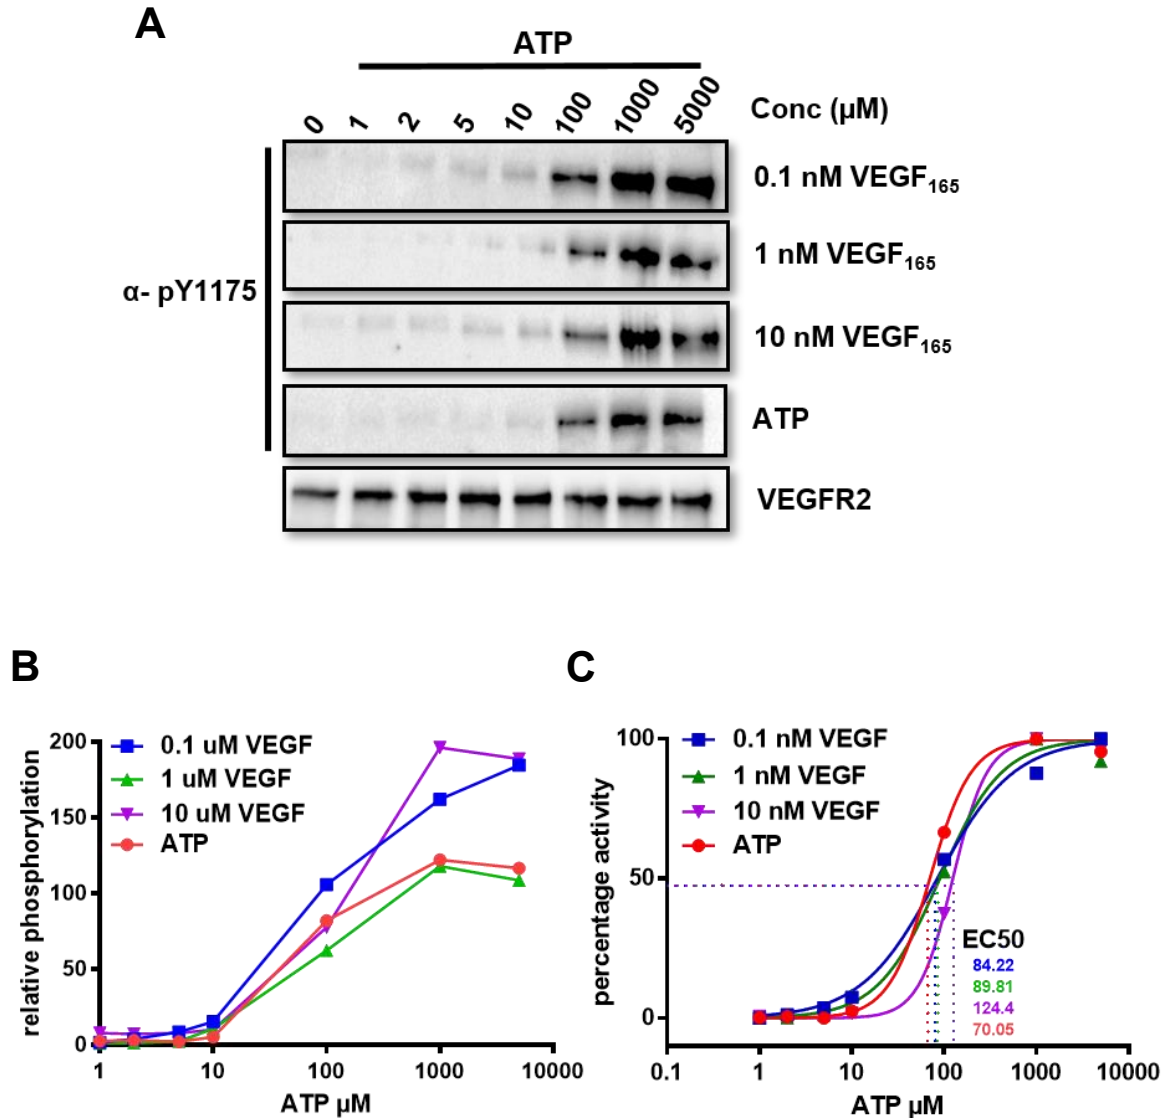 A
ATP
0 1 2 5 10 100 1000 5000 Conc (µM)
0.1 nM VEGF165
1 nM VEGF165
α- pY1175
10 nM VEGF165
ATP
VEGFR2
B
200
150
100
50
0
relative phosphorylation
0.1 uM VEGF
1 uM VEGF
10 uM VEGF
ATP
1 10 100 1000 10000
ATP µM
C
100
50
0
percentage activity
0.1 nM VEGF
1 nM VEGF
10 nM VEGF
ATP
EC50
84.22
89.81
124.4
70.05
0.1 1 10 100 1000 10000
ATP µM